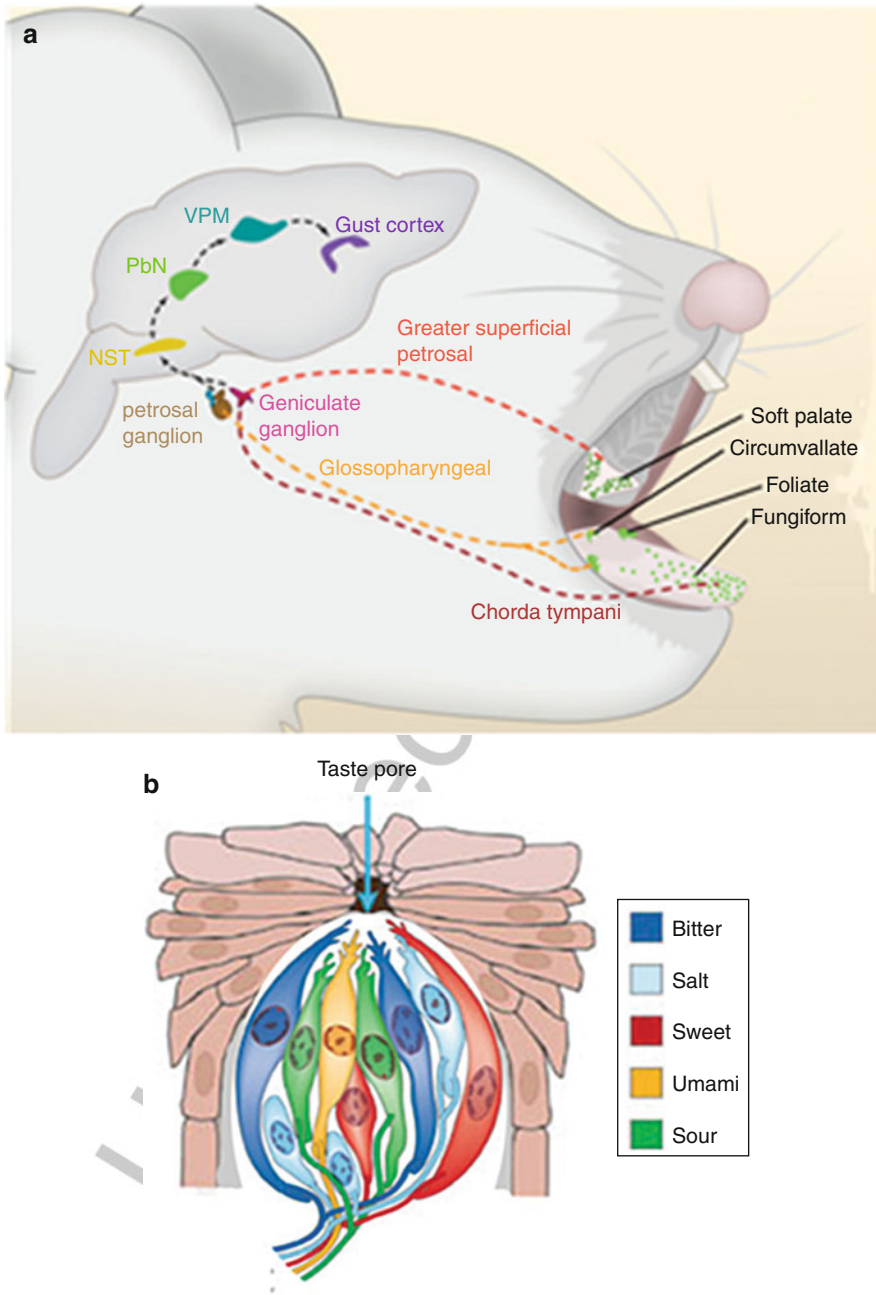 a
VPM
Gust cortex
PbN
NST
Greater superficial
petrosal
petrosal
ganglion
Geniculate
ganglion
Glossopharyngeal
Soft palate
Circumvallate
Foliate
Fungiform
Chorda tympani
b
Taste pore
Bitter
Salt
Sweet
Umami
Sour